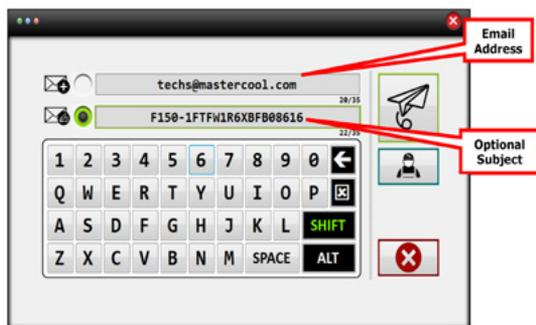 Email
Address
techs@mastercool.com
20/35
F150-1FTFW1R6XBFB08616
22/35
Optional
Subject
1 2 3 4 5 6 7 8 9 0
Q W E R T Y U I O P
A S D F G H J K L SHIFT
Z X C V B N M SPACE ALT